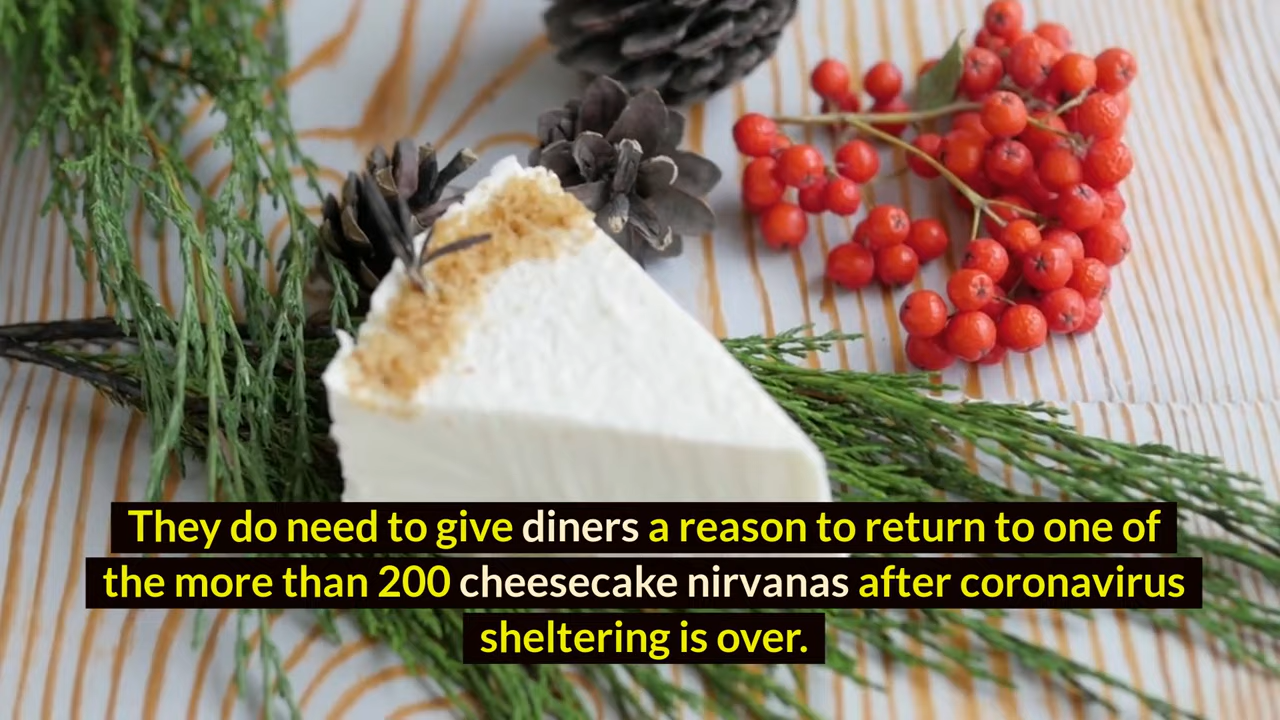 They do need to give diners a reason to return to one of
the more than 200 cheesecake nirvanas after coronavirus
sheltering is over.